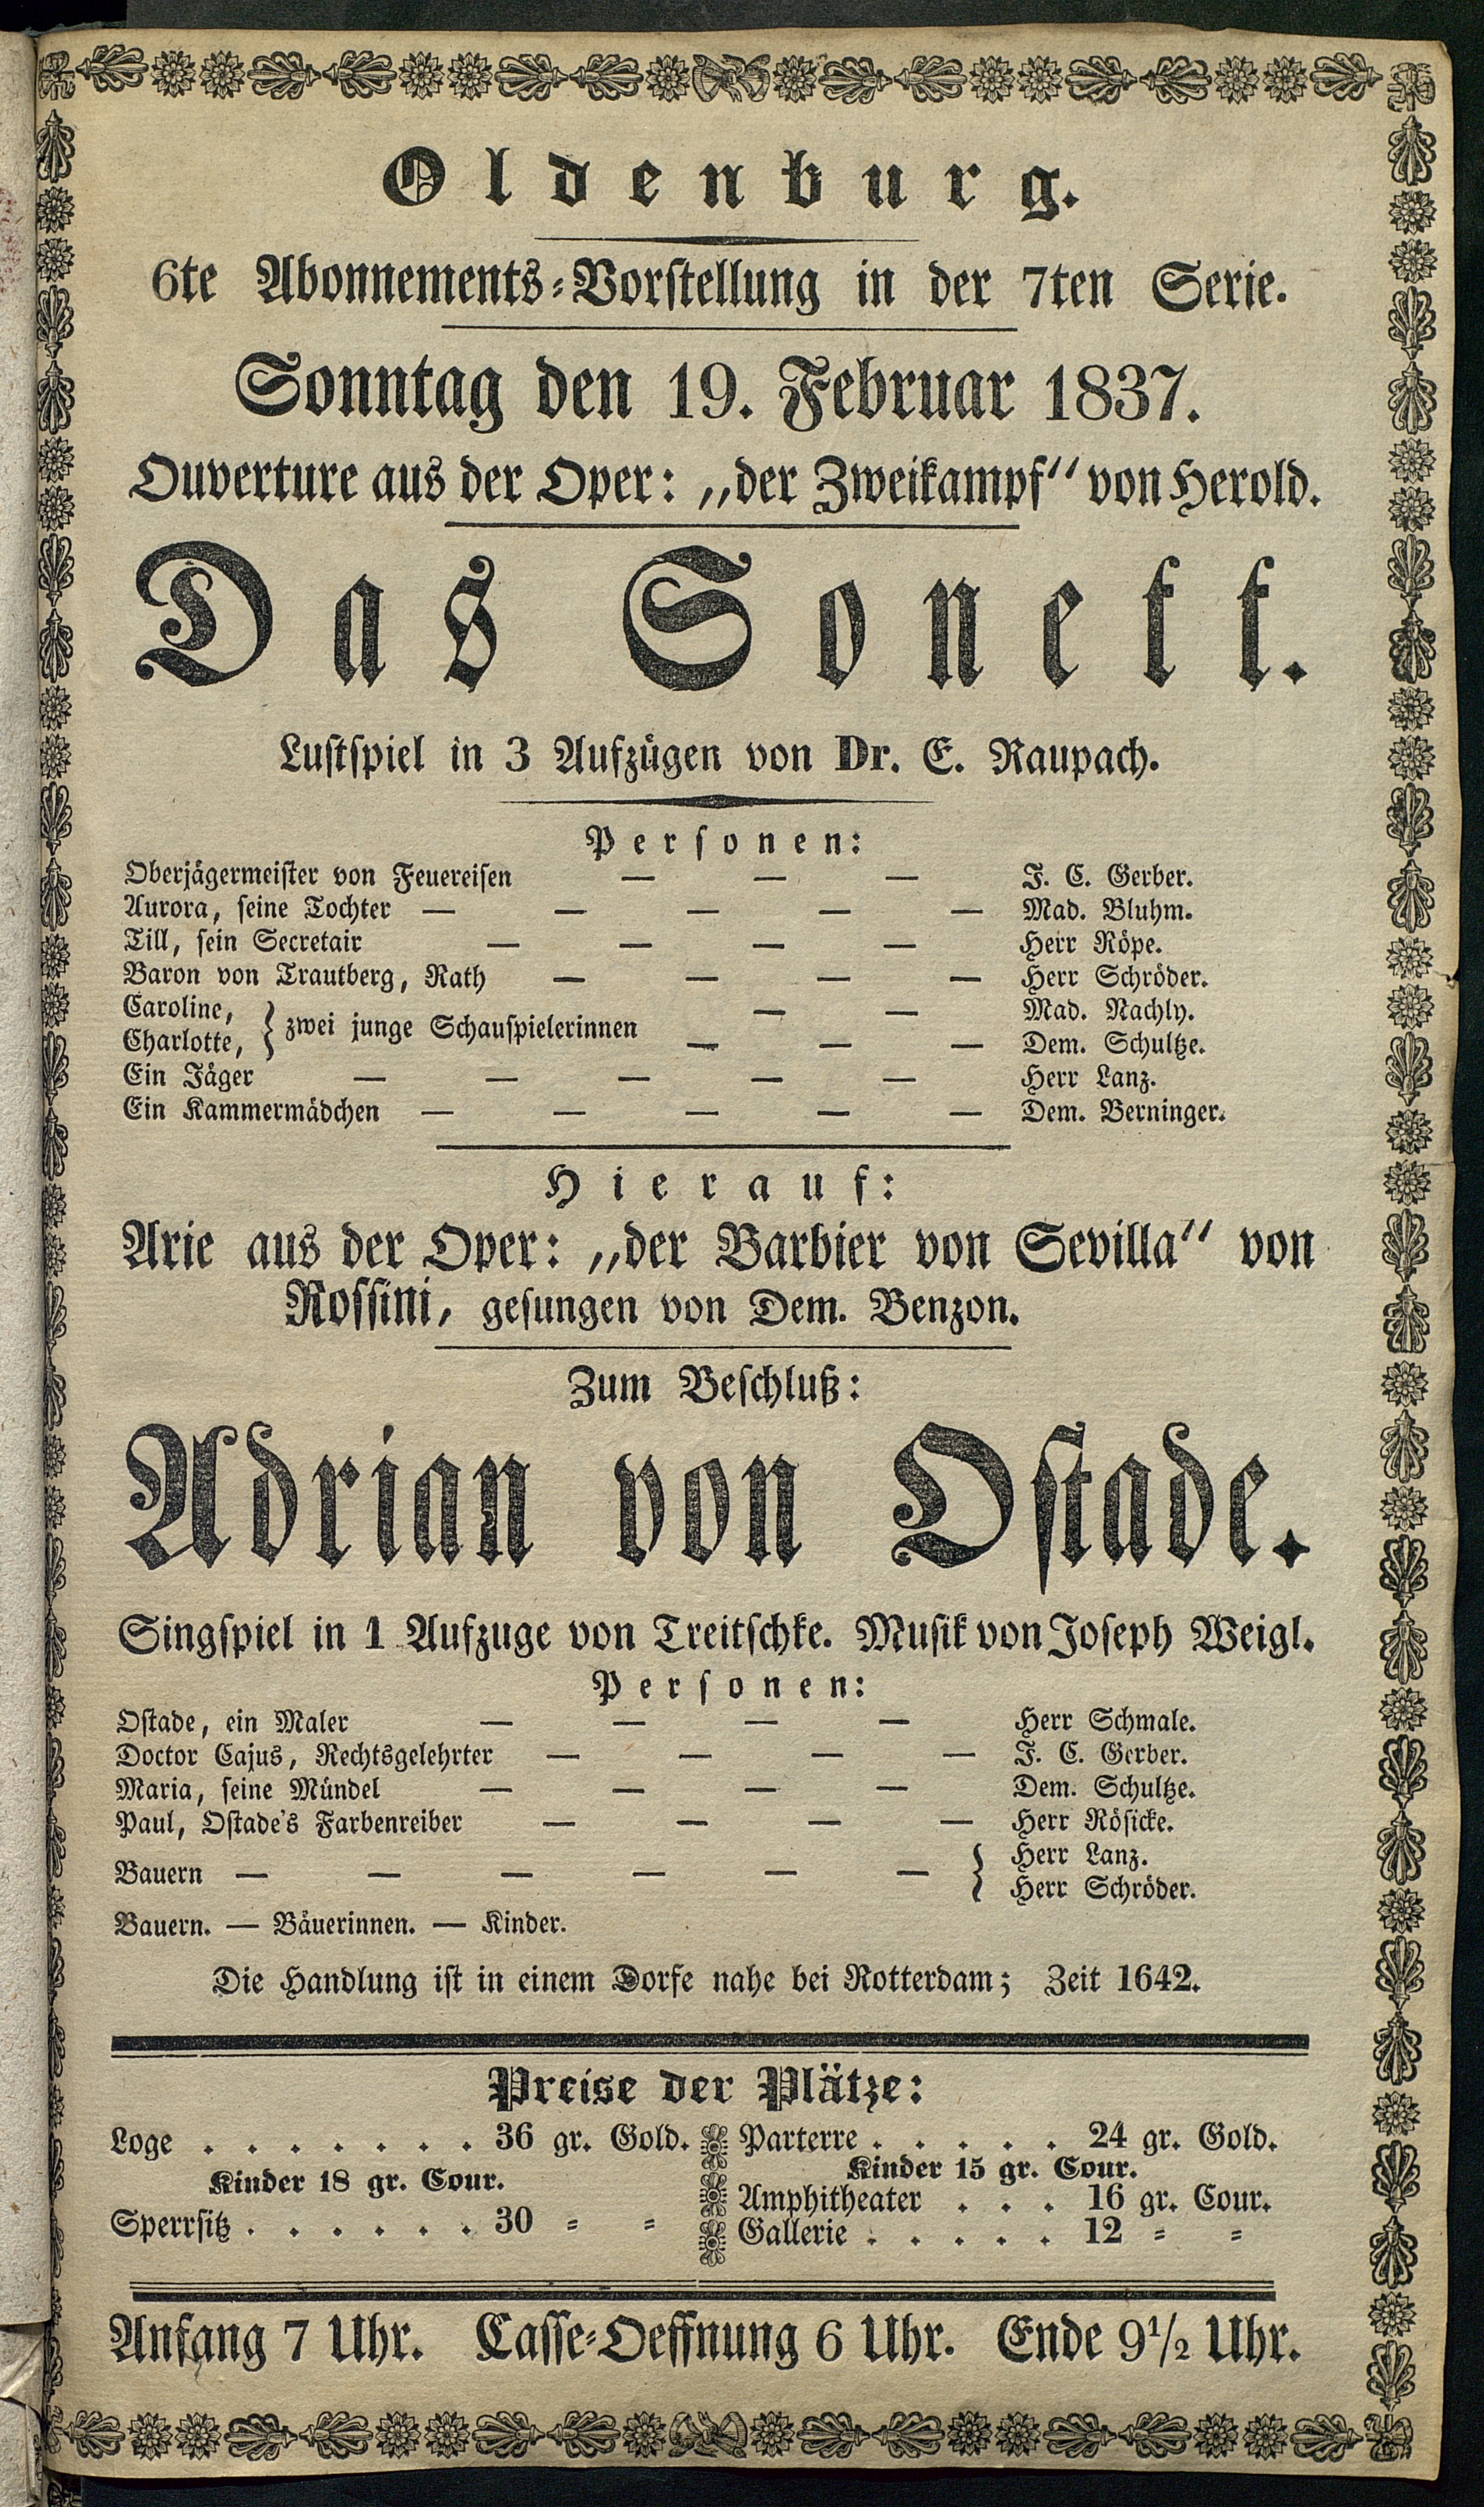 Oldenburg.
6te Abonnements-Vorstellung in der 7ten Serie.
Sonntag den 19. Februar 1837.
Ouverture aus der Oper: „der Zweikampf“ von Herold.
Das Sonett.
Lustspiel in 3 Aufzügen von Dr. E. Raupach.
Personen:
Oberjägermeister von Feuereisen — — — J. C. Gerber.
Aurora, seine Tochter — — — — — Mad. Bluhm.
Till, sein Secretair — — — — Herr Röpe.
Baron von Trautberg, Rath — — — — Herr Schröder.
Caroline, — — Mad. Nachly.
} zwei junge Schauspielerinnen
Charlotte, — — — Dem. Schultze.
Ein Jäger — — — — — Herr Lanz.
Ein Kammermädchen — — — — — Dem. Berninger.
Hierauf:
Arie aus der Oper: „der Barbier von Sevilla“ von
Rossini, gesungen von Dem. Benzon.
Zum Beschluß:
Adrian von Ostade.
Singspiel in 1 Aufzuge von Treitschke. Musik von Joseph Weigl.
Personen:
Ostade, ein Maler — — — — Herr Schmale.
Doctor Cajus, Rechtsgelehrter — — — — J. C. Gerber.
Maria, seine Mündel — — — — Dem. Schultze.
Paul, Ostade's Farbenreiber — — — — Herr Rösicke.
Bauern — — — — — — } Herr Lanz.
Herr Schröder.
Bauern. — Bäuerinnen. — Kinder.
Die Handlung ist in einem Dorfe nahe bei Rotterdam; Zeit 1642.
Preise der Plätze:
Loge . . . . . . . 36 gr. Gold.
Kinder 18 gr. Cour.
Sperrsitz . . . . . . 30 = =
Parterre . . . . . 24 gr. Gold.
Kinder 15 gr. Cour.
Amphitheater . . . 16 gr. Cour.
Gallerie . . . . . 12 = =
Anfang 7 Uhr. Casse-Oeffnung 6 Uhr. Ende 9½ Uhr.